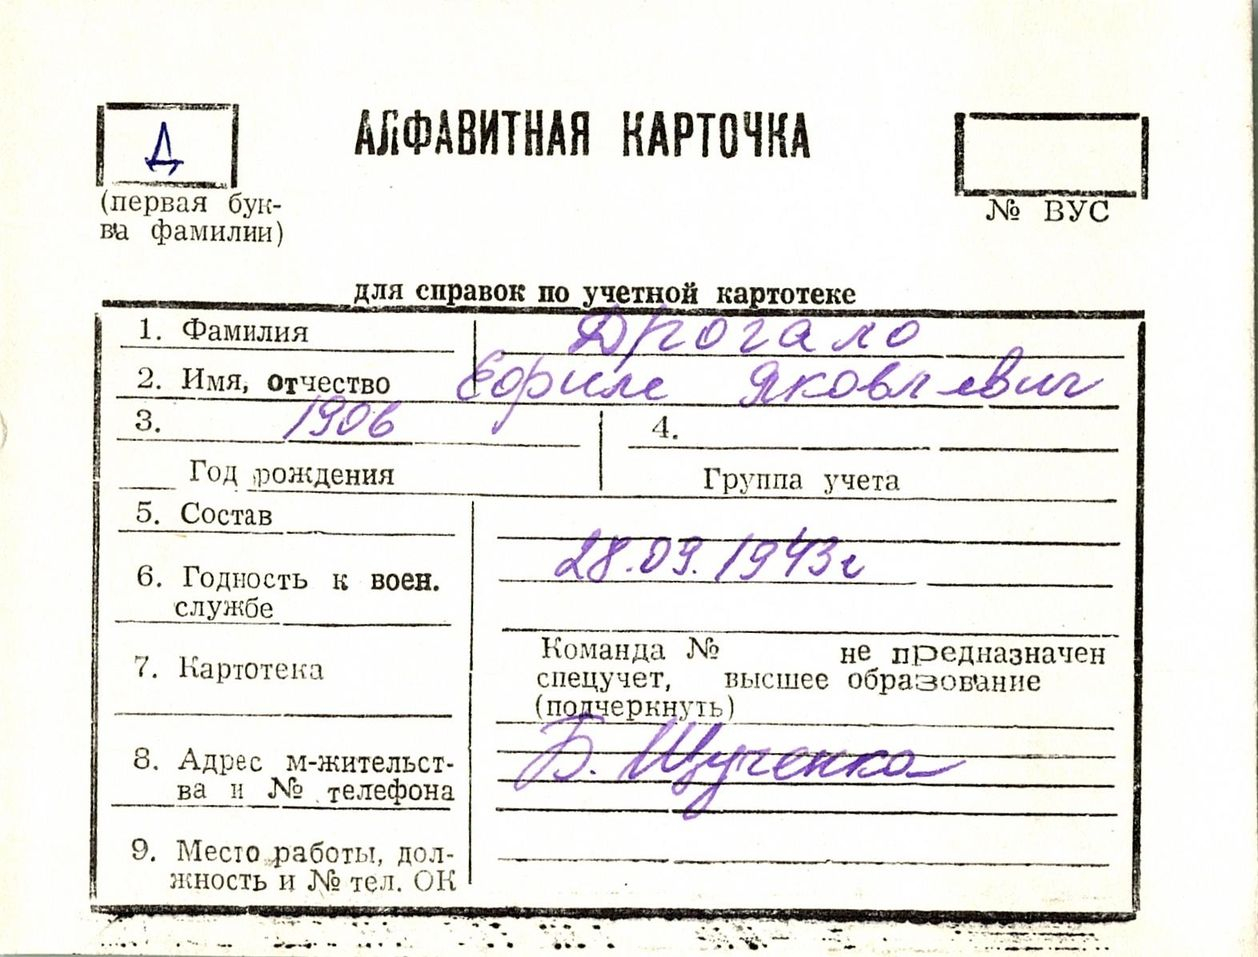 Д
АЛФАВИТНАЯ КАРТОЧКА
(первая бук-
ва фамилии)
№ ВУС
для справок по учетной картотеке
1. Фамилия Дрогало
2. Имя, отчество Ефрим Яковлевич
3. 1906 4.
Год рождения Группа учета
5. Состав
28.09.1943г
6. Годность к воен.
службе
7. Картотека
Команда № не предназначен
спецучет, высшее образование
(подчеркнуть)
8. Адрес м-жительст-
ва и № телефона
Б. Щученка
9. Место работы, дол-
жность и № тел. ОК